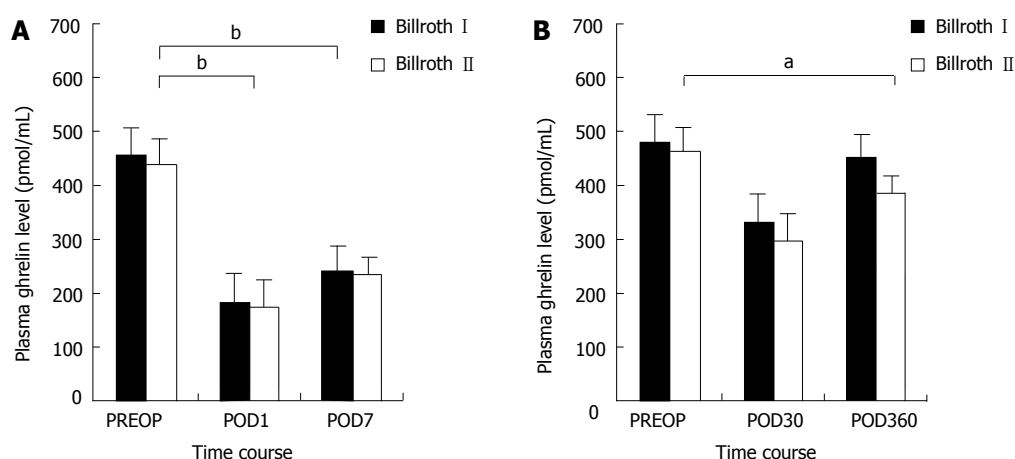 A
700
600
500
400
300
200
100
0
Plasma ghrelin level (pmol/mL)
Billroth Ⅰ
Billroth Ⅱ
b
b
PREOP POD1 POD7
Time course
B
700
600
500
400
300
200
100
0
Plasma ghrelin level (pmol/mL)
Billroth Ⅰ
Billroth Ⅱ
a
PREOP POD30 POD360
Time course